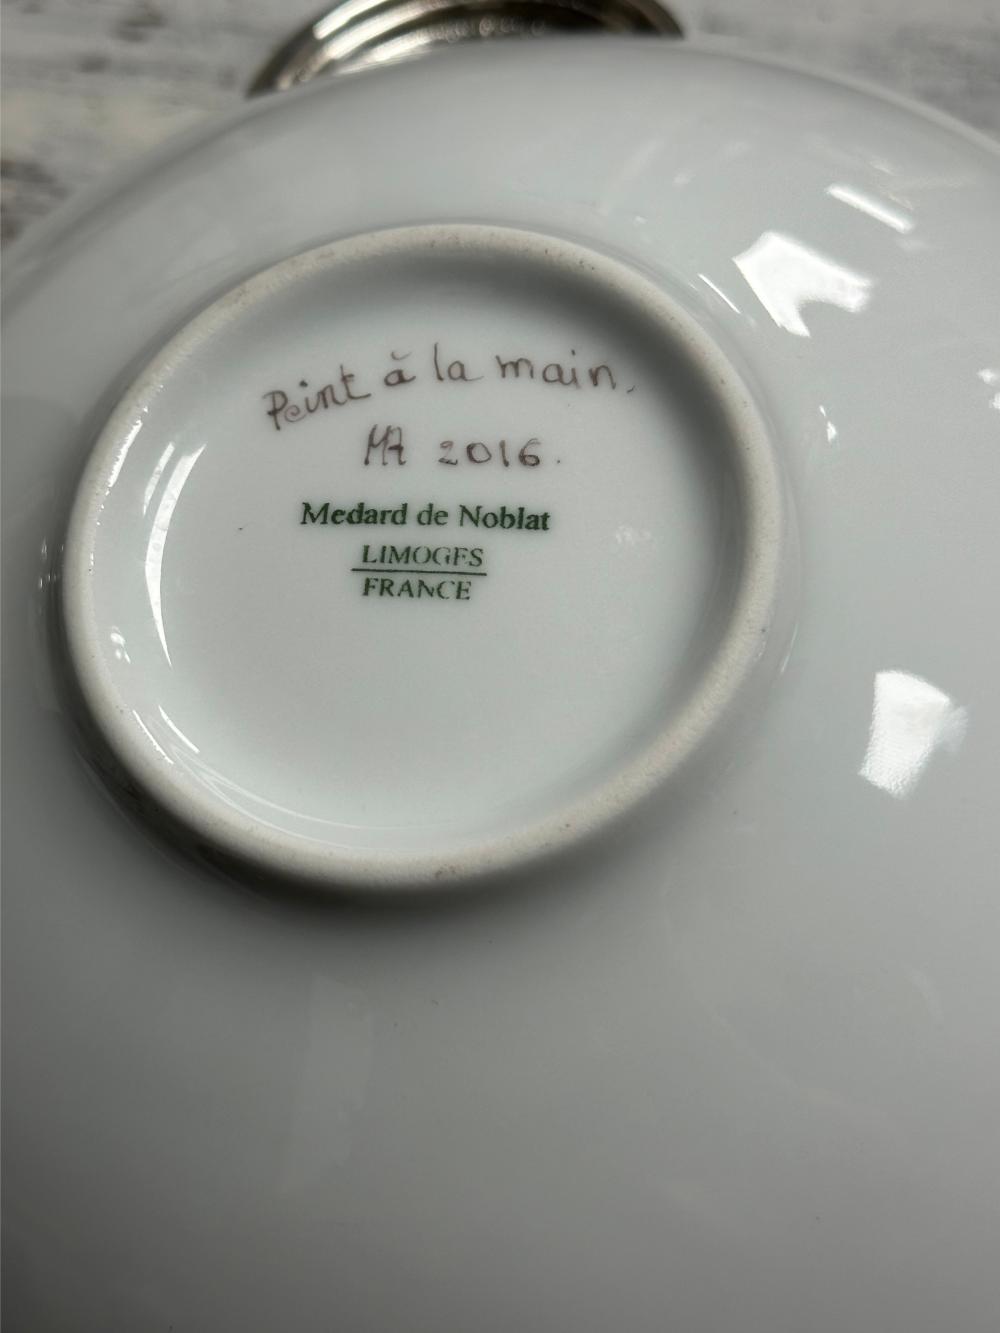 Peint à la main.
MA 2016.
Medard de Noblat
LIMOGES
FRANCE